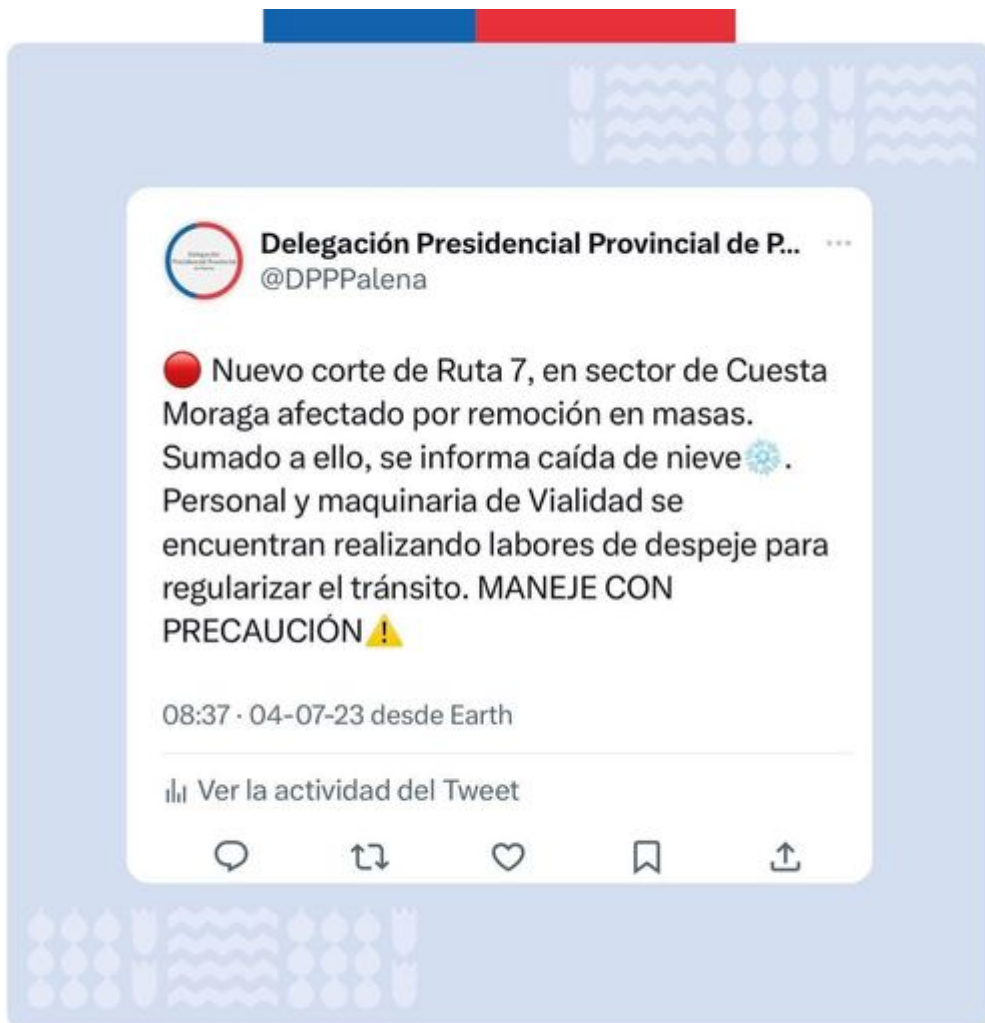 Delegación Presidencial Provincial de P...
@DPPPalena
🔴 Nuevo corte de Ruta 7, en sector de Cuesta
Moraga afectado por remoción en masas.
Sumado a ello, se informa caída de nieve❄️.
Personal y maquinaria de Vialidad se
encuentran realizando labores de despeje para
regularizar el tránsito. MANEJE CON
PRECAUCIÓN⚠️
08:37 · 04-07-23 desde Earth
Ver la actividad del Tweet